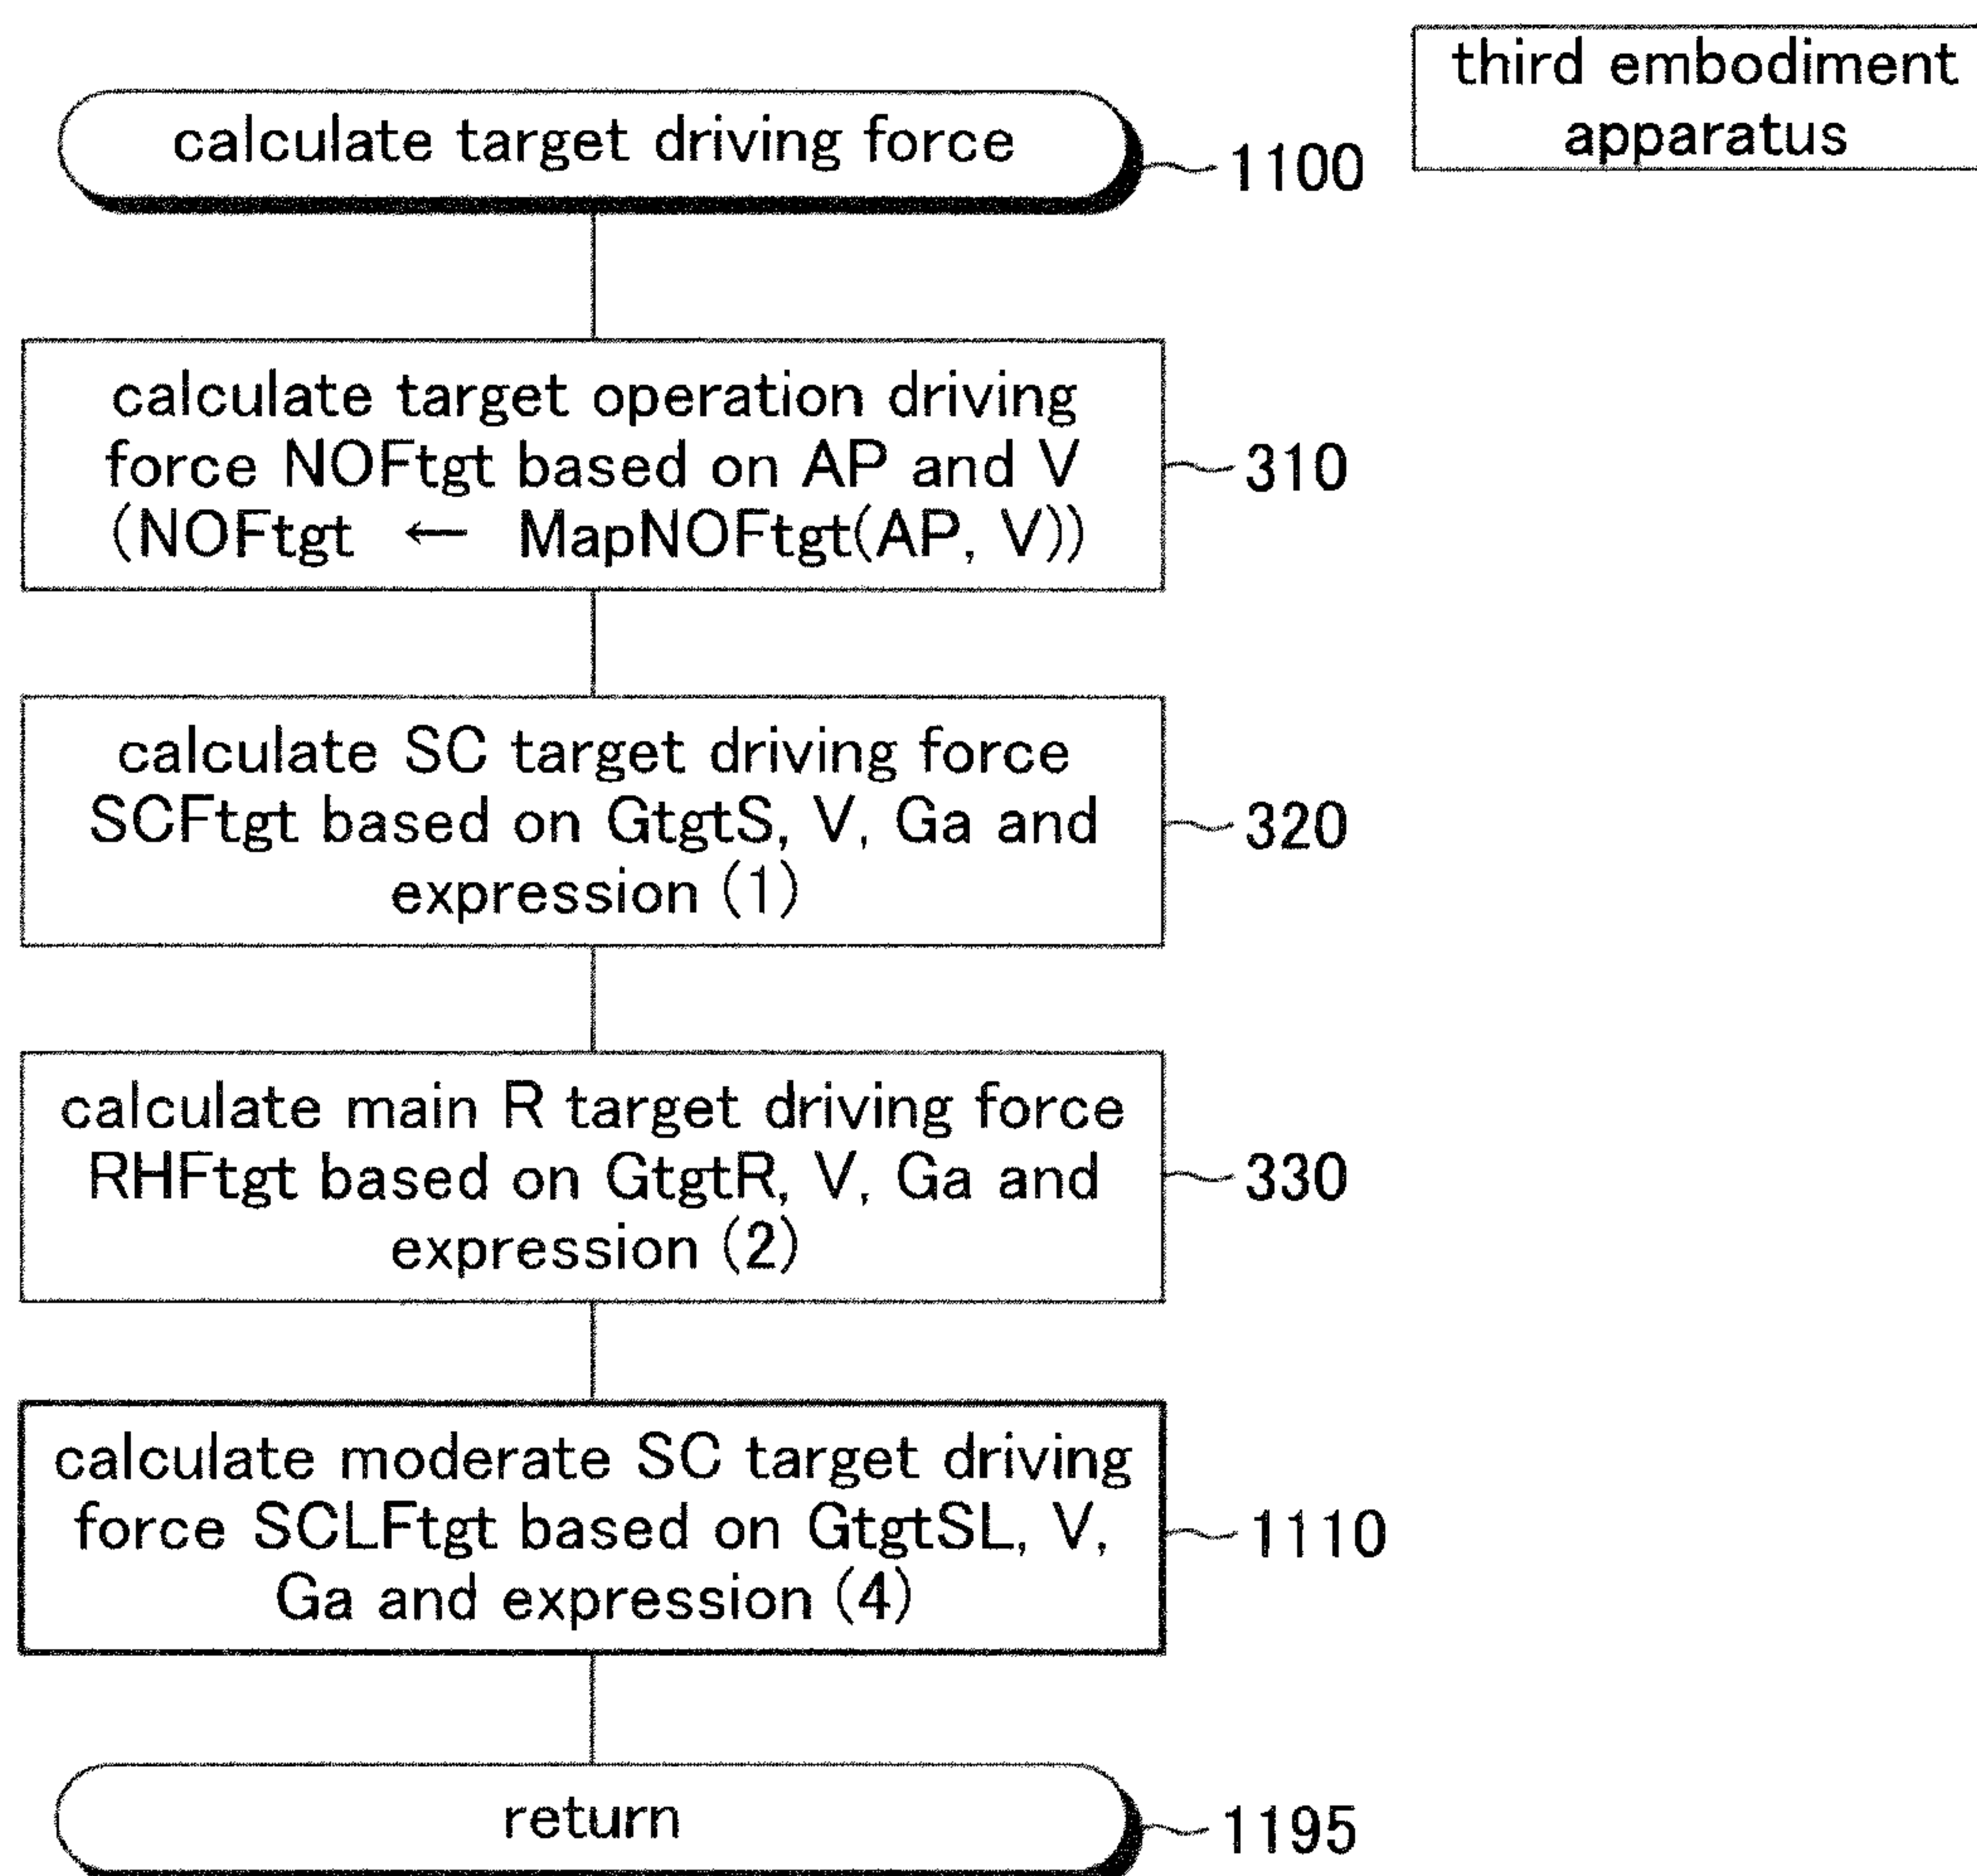 third embodiment
apparatus
calculate target driving force
1100
calculate target operation driving
force NOFtgt based on AP and V
(NOFtgt ← MapNOFtgt(AP, V))
310
calculate SC target driving force
SCFtgt based on GtgtS, V, Ga and
expression (1)
320
calculate main R target driving force
RHFtgt based on GtgtR, V, Ga and
expression (2)
330
calculate moderate SC target driving
force SCLFtgt based on GtgtSL, V,
Ga and expression (4)
1110
return
1195